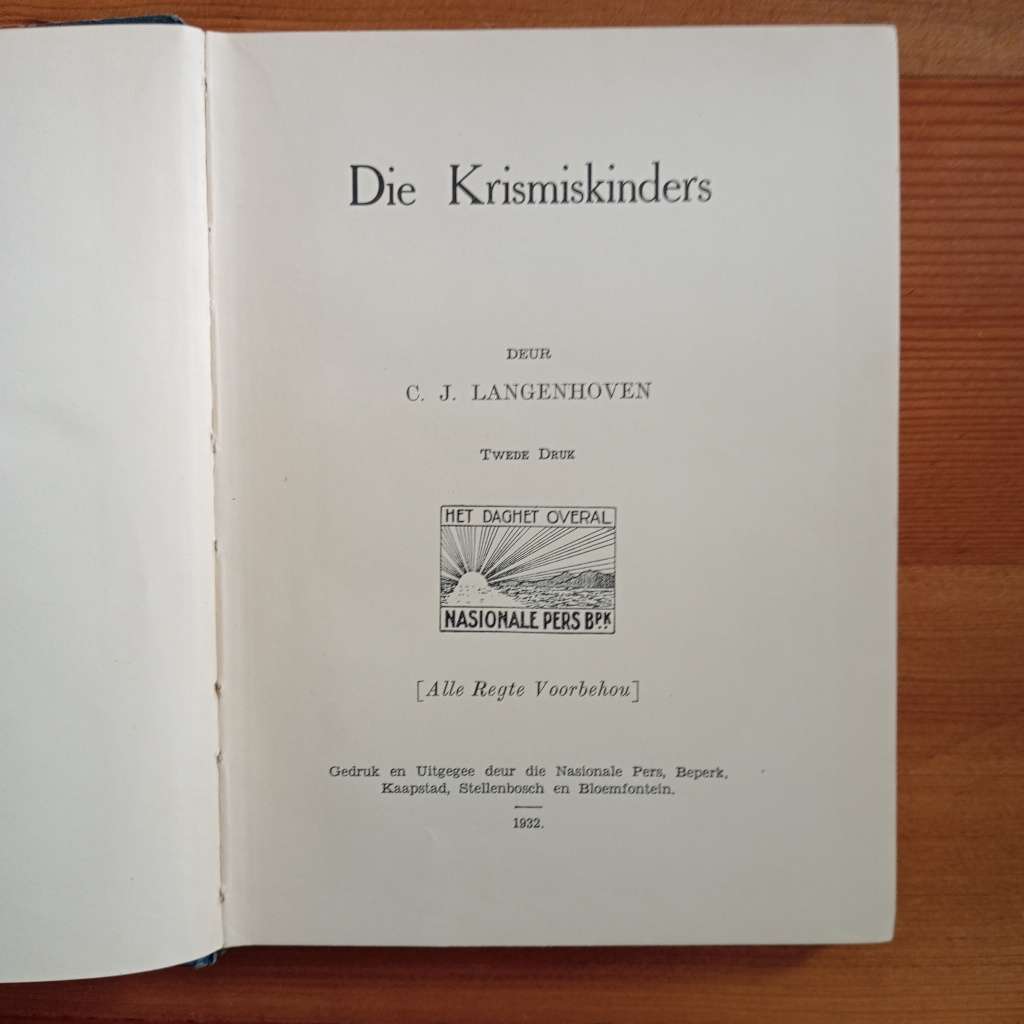 Die Krismiskinders
DEUR
C. J. LANGENHOVEN
TWEDE DRUK
HET DAGHET OVERAL
NASIONALE PERS BPK
[Alle Regte Voorbehou]
Gedruk en Uitgegee deur die Nasionale Pers, Beperk,
Kaapstad, Stellenbosch en Bloemfontein.
1932.